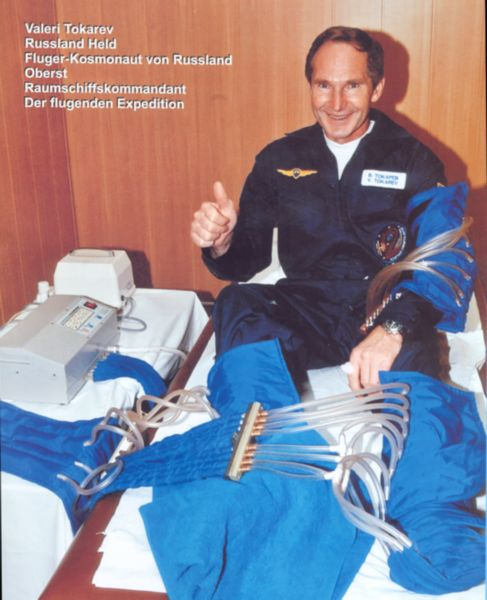 Valeri Tokarev
Russland Held
Fluger-Kosmonaut von Russland
Oberst
Raumschiffskommandant
Der flugenden Expedition
В. ТОКАРЕВ
V. TOKAREV